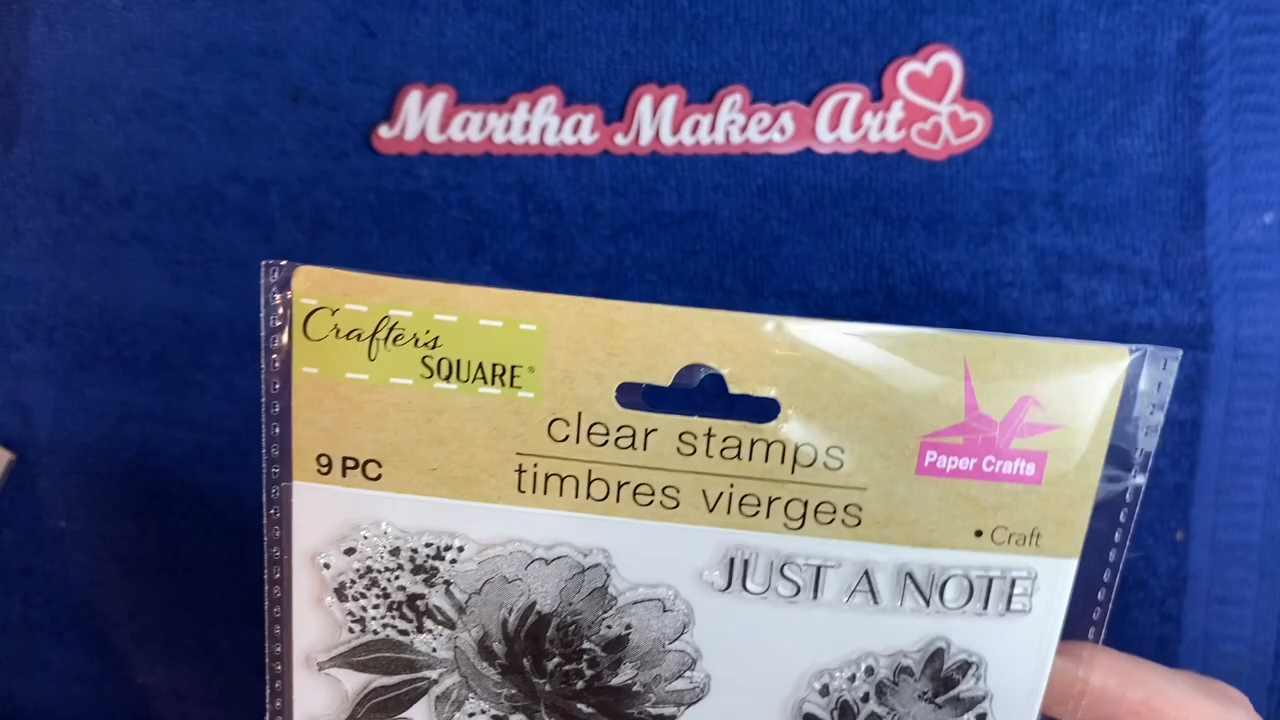 Martha Makes Art
Crafter's
SQUARE®
clear stamps
timbres vierges
9 PC
Paper Crafts
• Craft
JUST A NOTE